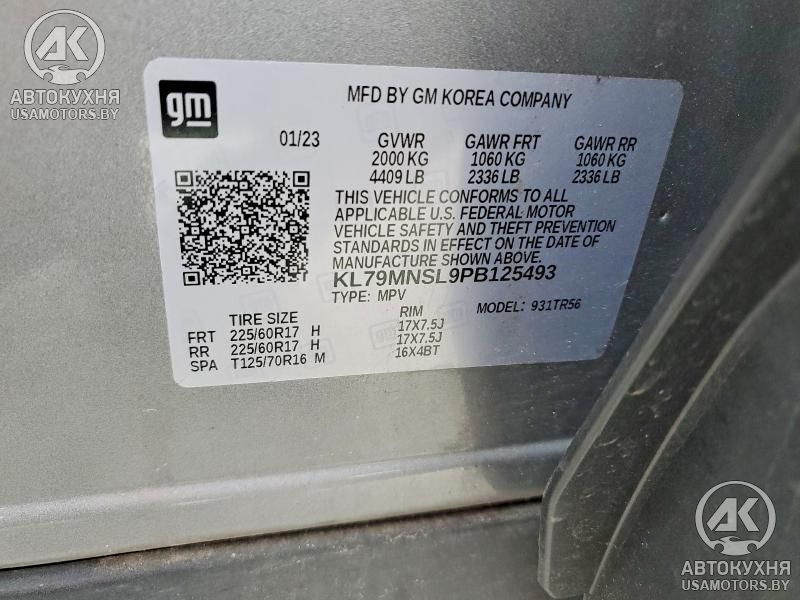 АВТОКУХНЯ
USAMOTORS.BY
gm
MFD BY GM KOREA COMPANY
01/23 GVWR GAWR FRT GAWR RR
2000 KG 1060 KG 1060 KG
4409 LB 2336 LB 2336 LB
THIS VEHICLE CONFORMS TO ALL
APPLICABLE U.S. FEDERAL MOTOR
VEHICLE SAFETY AND THEFT PREVENTION
STANDARDS IN EFFECT ON THE DATE OF
MANUFACTURE SHOWN ABOVE.
KL79MNSL9PB125493
TYPE: MPV MODEL: 931TR56
TIRE SIZE RIM
FRT 225/60R17 H 17X7.5J
RR 225/60R17 H 17X7.5J
SPA T125/70R16 M 16X4BT
АВТОКУХНЯ
USAMOTORS.BY